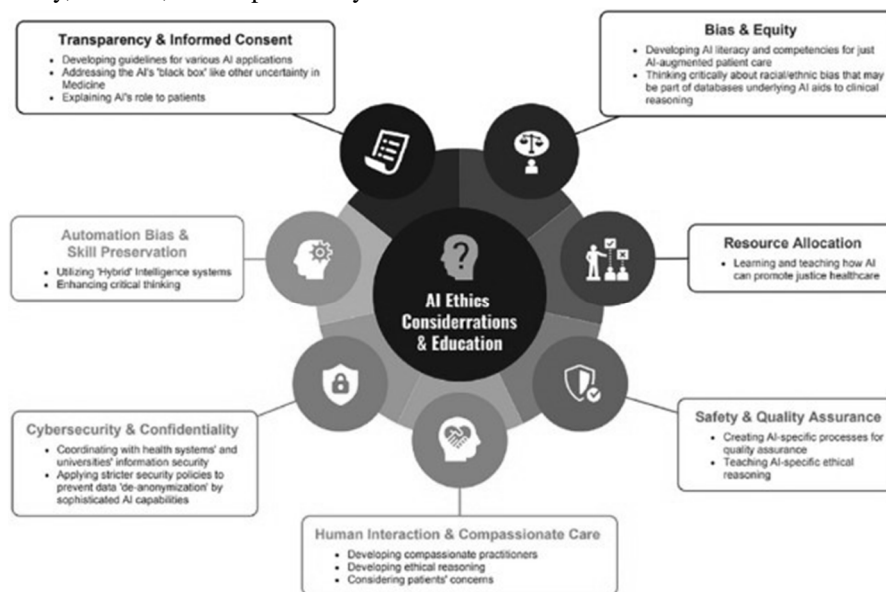 Transparency & Informed Consent
• Developing guidelines for various AI applications
• Addressing the AI's 'black box' like other uncertainty in
Medicine
• Explaining AI's role to patients
Bias & Equity
• Developing AI literacy and competencies for just
AI-augmented patient care
• Thinking critically about racial/ethnic bias that may
be part of databases underlying AI aids to clinical
reasoning
Automation Bias &
Skill Preservation
• Utilizing 'Hybrid' Intelligence systems
• Enhancing critical thinking
?
AI Ethics
Considerrations
& Education
Resource Allocation
• Learning and teaching how AI
can promote justice healthcare
Cybersecurity & Confidentiality
• Coordinating with health systems' and
universities' information security
• Applying stricter security policies to
prevent data 'de-anonymization' by
sophisticated AI capabilities
Safety & Quality Assurance
• Creating AI-specific processes for
quality assurance
• Teaching AI-specific ethical
reasoning
Human Interaction & Compassionate Care
• Developing compassionate practitioners
• Developing ethical reasoning
• Considering patients' concerns